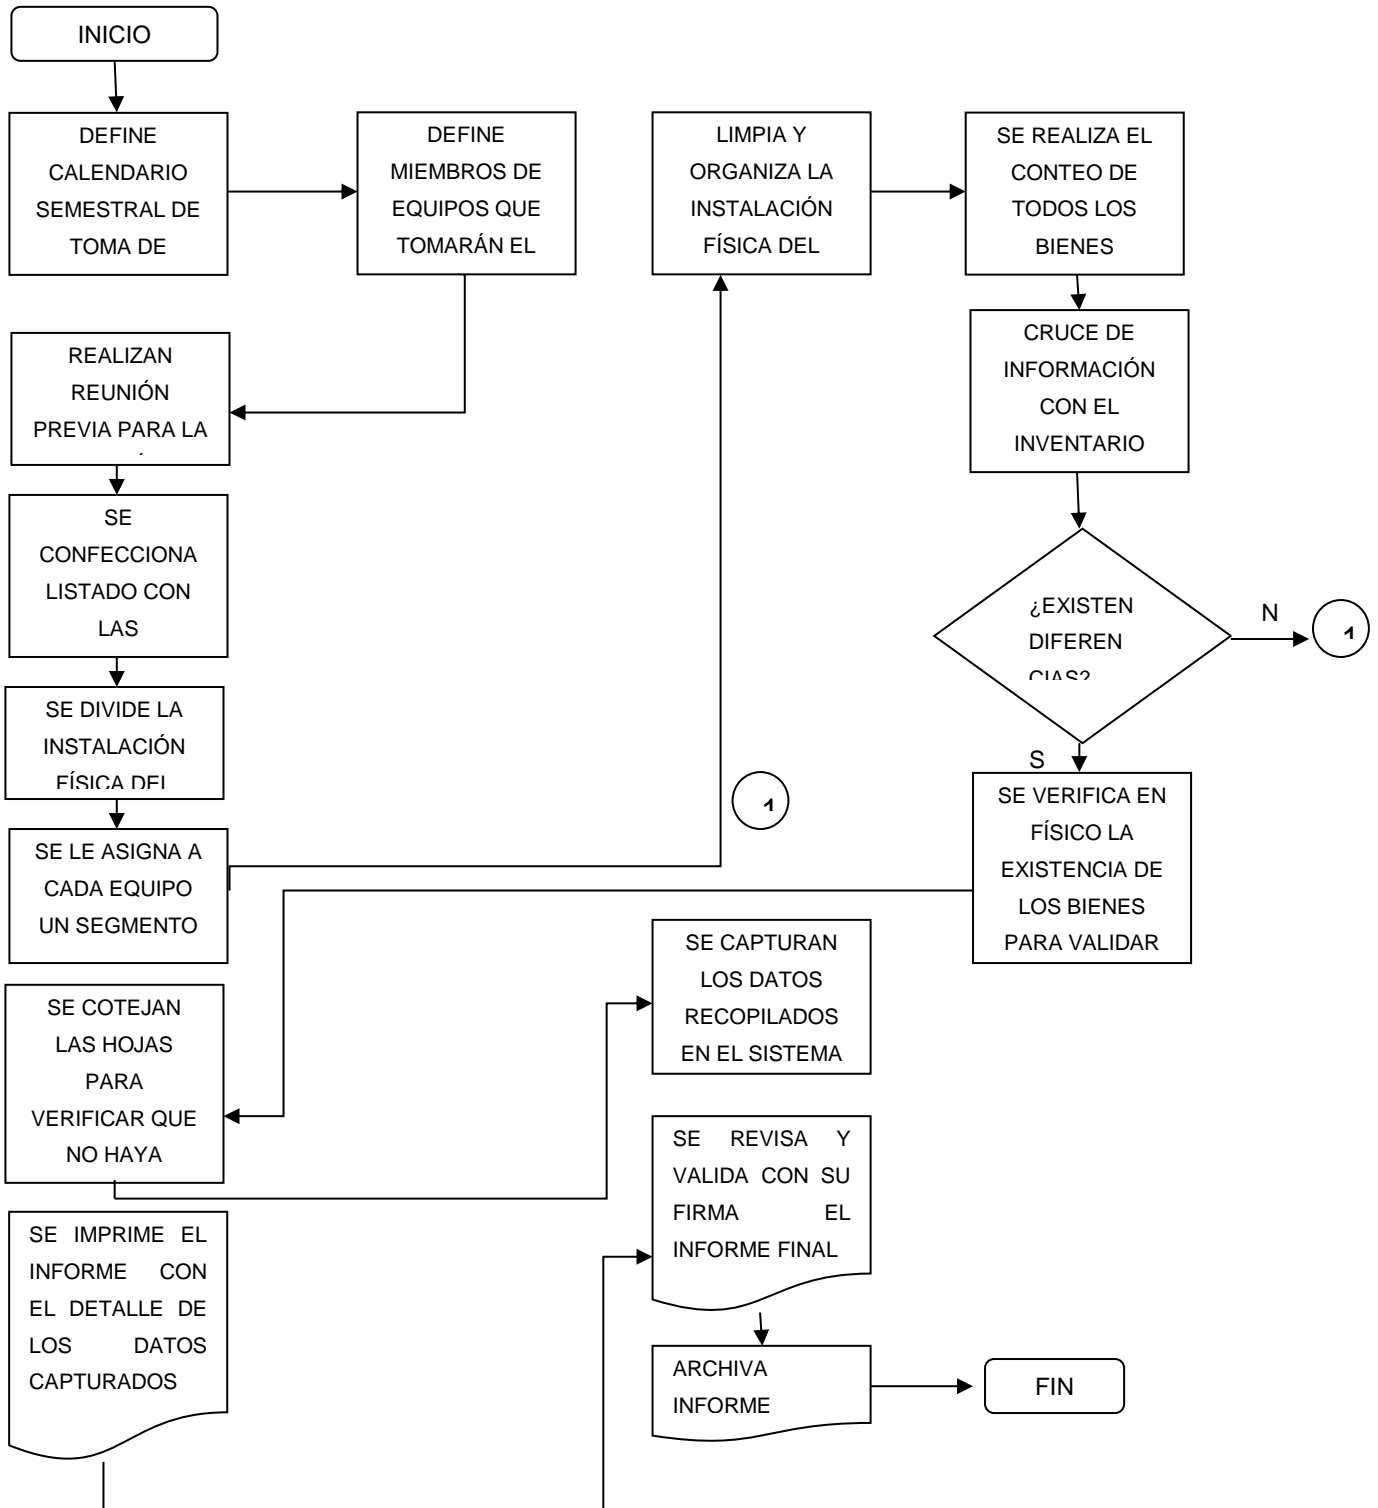 INICIO
DEFINE
CALENDARIO
SEMESTRAL DE
TOMA DE
DEFINE
MIEMBROS DE
EQUIPOS QUE
TOMARÁN EL
REALIZAN
REUNIÓN
PREVIA PARA LA
SE
CONFECCIONA
LISTADO CON
LAS
SE DIVIDE LA
INSTALACIÓN
FÍSICA DEL
SE LE ASIGNA A
CADA EQUIPO
UN SEGMENTO
LIMPIA Y
ORGANIZA LA
INSTALACIÓN
FÍSICA DEL
SE REALIZA EL
CONTEO DE
TODOS LOS
BIENES
CRUCE DE
INFORMACIÓN
CON EL
INVENTARIO
¿EXISTEN
DIFEREN
CIAS?
N
1
S
SE VERIFICA EN
FÍSICO LA
EXISTENCIA DE
LOS BIENES
PARA VALIDAR
1
SE COTEJAN
LAS HOJAS
PARA
VERIFICAR QUE
NO HAYA
SE CAPTURAN
LOS DATOS
RECOPILADOS
EN EL SISTEMA
SE IMPRIME EL
INFORME CON
EL DETALLE DE
LOS DATOS
CAPTURADOS
SE REVISA Y
VALIDA CON SU
FIRMA EL
INFORME FINAL
ARCHIVA
INFORME
FIN